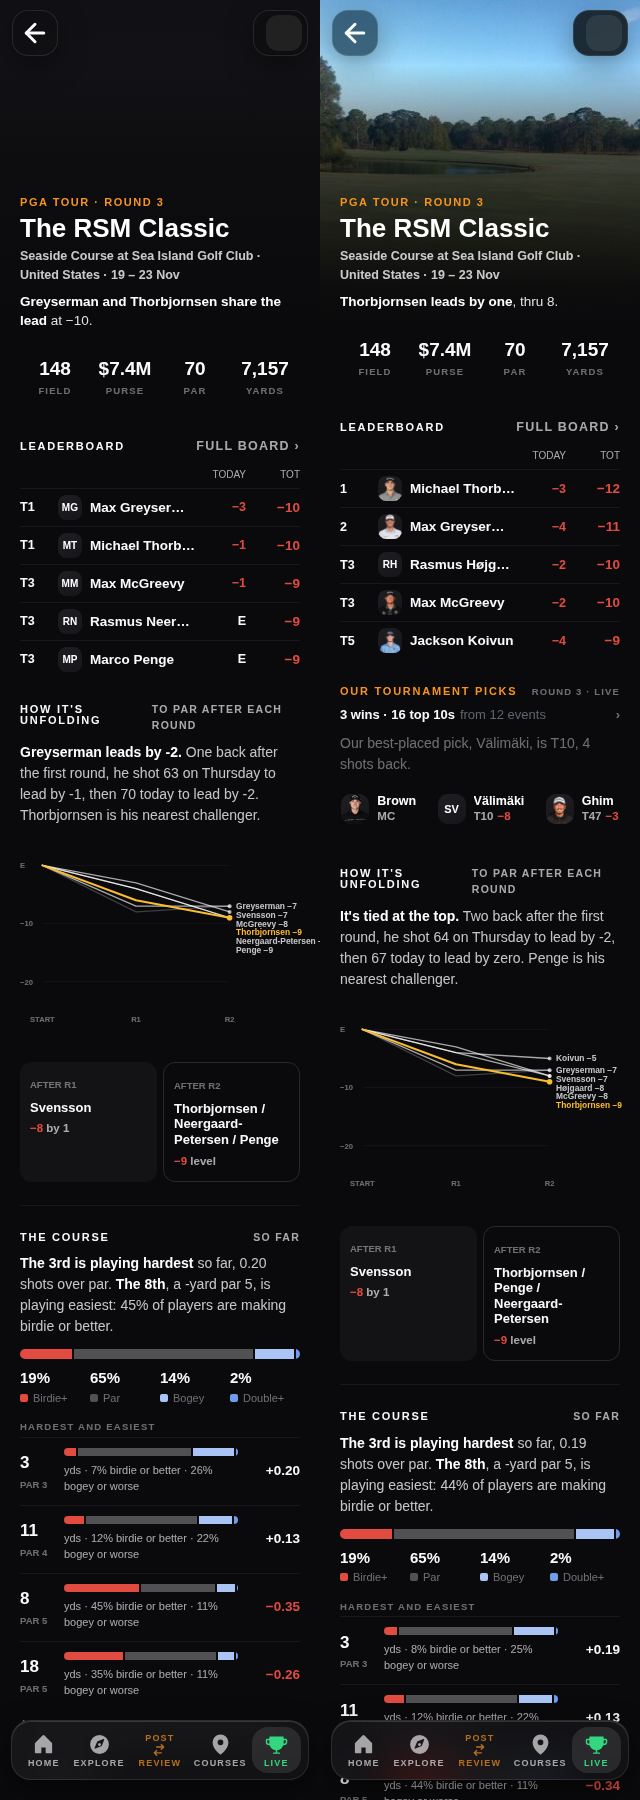 PGA TOUR · ROUND 3
The RSM Classic
Seaside Course at Sea Island Golf Club ·
United States · 19 – 23 Nov
Greyserman and Thorbjornsen share the
lead at −10.
148 $7.4M 70 7,157
FIELD PURSE PAR YARDS
LEADERBOARD FULL BOARD ›
TODAY TOT
T1 MG Max Greyser… −3 −10
T1 MT Michael Thorb… −1 −10
T3 MM Max McGreevy −1 −9
T3 RN Rasmus Neer… E −9
T3 MP Marco Penge E −9
HOW IT'S UNFOLDING
TO PAR AFTER EACH ROUND
Greyserman leads by -2. One back after
the first round, he shot 63 on Thursday to
lead by -1, then 70 today to lead by -2.
Thorbjornsen is his nearest challenger.
E
−10
−20
Greyserman −7
Svensson −7
McGreevy −8
Thorbjornsen −9
Neergaard-Petersen -
Penge −9
START R1 R2
AFTER R1
Svensson
−8 by 1
AFTER R2
Thorbjornsen /
Neergaard-
Petersen / Penge
−9 level
THE COURSE SO FAR
The 3rd is playing hardest so far, 0.20
shots over par. The 8th, a -yard par 5, is
playing easiest: 45% of players are making
birdie or better.
19% 65% 14% 2%
Birdie+ Par Bogey Double+
HARDEST AND EASIEST
3 PAR 3
yds · 7% birdie or better · 26%
bogey or worse
+0.20
11 PAR 4
yds · 12% birdie or better · 22%
bogey or worse
+0.13
8 PAR 5
yds · 45% birdie or better · 11%
bogey or worse
−0.35
18 PAR 5
yds · 35% birdie or better · 11%
bogey or worse
−0.26
HOME EXPLORE POST REVIEW COURSES LIVE
PGA TOUR · ROUND 3
The RSM Classic
Seaside Course at Sea Island Golf Club ·
United States · 19 – 23 Nov
Thorbjornsen leads by one, thru 8.
148 $7.4M 70 7,157
FIELD PURSE PAR YARDS
LEADERBOARD FULL BOARD ›
TODAY TOT
1 Michael Thorb… −3 −12
2 Max Greyser… −4 −11
T3 RH Rasmus Højg… −2 −10
T3 Max McGreevy −2 −10
T5 Jackson Koivun −4 −9
OUR TOURNAMENT PICKS ROUND 3 · LIVE
3 wins · 16 top 10s from 12 events ›
Our best-placed pick, Välimäki, is T10, 4
shots back.
Brown SV Välimäki Ghim
MC T10 −8 T47 −3
HOW IT'S UNFOLDING
TO PAR AFTER EACH ROUND
It's tied at the top. Two back after the first
round, he shot 64 on Thursday to lead by -2,
then 67 today to lead by zero. Penge is his
nearest challenger.
E
−10
−20
Koivun −5
Greyserman −7
Svensson −7
Højgaard −8
McGreevy −8
Thorbjornsen −9
START R1 R2
AFTER R1
Svensson
−8 by 1
AFTER R2
Thorbjornsen /
Penge /
Neergaard-
Petersen
−9 level
THE COURSE SO FAR
The 3rd is playing hardest so far, 0.19
shots over par. The 8th, a -yard par 5, is
playing easiest: 44% of players are making
birdie or better.
19% 65% 14% 2%
Birdie+ Par Bogey Double+
HARDEST AND EASIEST
3 PAR 3
yds · 8% birdie or better · 25%
bogey or worse
+0.19
11
yds · 12% birdie or better · 22%
+0.13
8
yds · 44% birdie or better · 11%
−0.34
HOME EXPLORE POST REVIEW COURSES LIVE